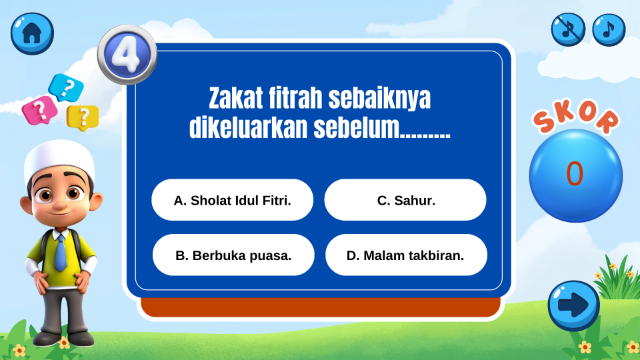 4
Zakat fitrah sebaiknya
dikeluarkan sebelum.........
A. Sholat Idul Fitri.
C. Sahur.
B. Berbuka puasa.
D. Malam takbiran.
SKOR
0
? ? ?